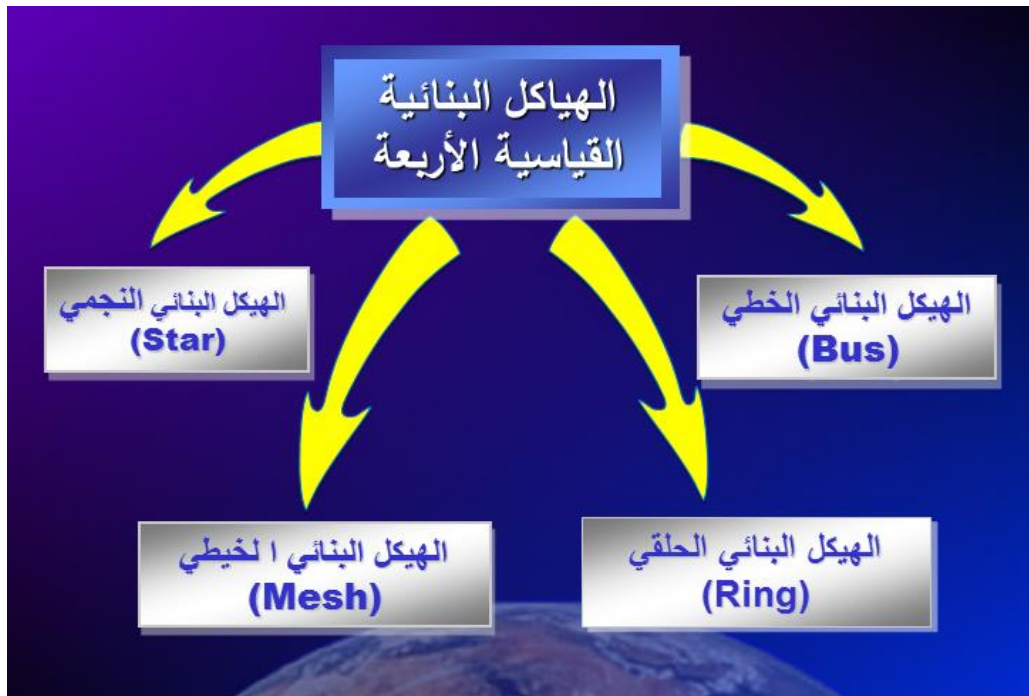 الهياكل البنائية
القياسية الأربعة
الهيكل البنائي الخطي
(Bus)
الهيكل البنائي النجمي
(Star)
الهيكل البنائي الحلقي
(Ring)
الهيكل البنائي ا لخيطي
(Mesh)